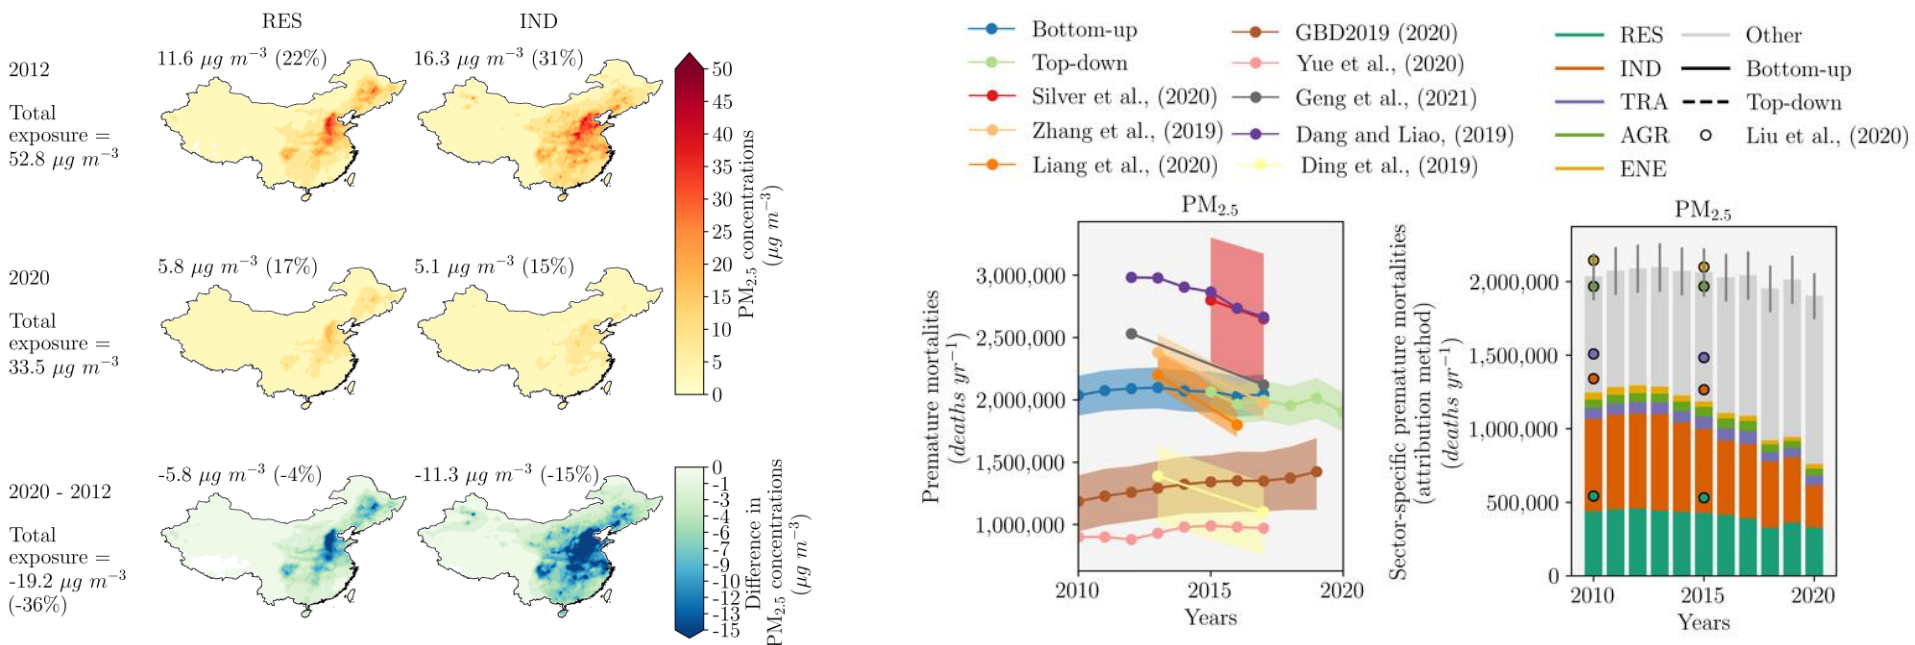 RES
IND
2012
Total
exposure =
52.8 μg m⁻³
11.6 μg m⁻³ (22%)
16.3 μg m⁻³ (31%)
50
45
40
35
30
25
20
15
10
5
0
PM₂.₅ concentrations
(μg m⁻³)
2020
Total
exposure =
33.5 μg m⁻³
5.8 μg m⁻³ (17%)
5.1 μg m⁻³ (15%)
2020 - 2012
Total
exposure =
-19.2 μg m⁻³
(-36%)
-5.8 μg m⁻³ (-4%)
-11.3 μg m⁻³ (-15%)
0
-1
-3
-4
-6
-7
-9
-10
-12
-13
-15
Difference in
PM₂.₅ concentrations
(μg m⁻³)
Bottom-up
Top-down
Silver et al., (2020)
Zhang et al., (2019)
Liang et al., (2020)
GBD2019 (2020)
Yue et al., (2020)
Geng et al., (2021)
Dang and Liao, (2019)
Ding et al., (2019)
PM₂.₅
Premature mortalities
(deaths yr⁻¹)
3,000,000
2,500,000
2,000,000
1,500,000
1,000,000
2010
2015
2020
Years
RES
IND
TRA
AGR
ENE
Other
Bottom-up
Top-down
Liu et al., (2020)
PM₂.₅
Sector-specific premature mortalities
(attribution method)
(deaths yr⁻¹)
2,000,000
1,500,000
1,000,000
500,000
0
2010
2015
2020
Years